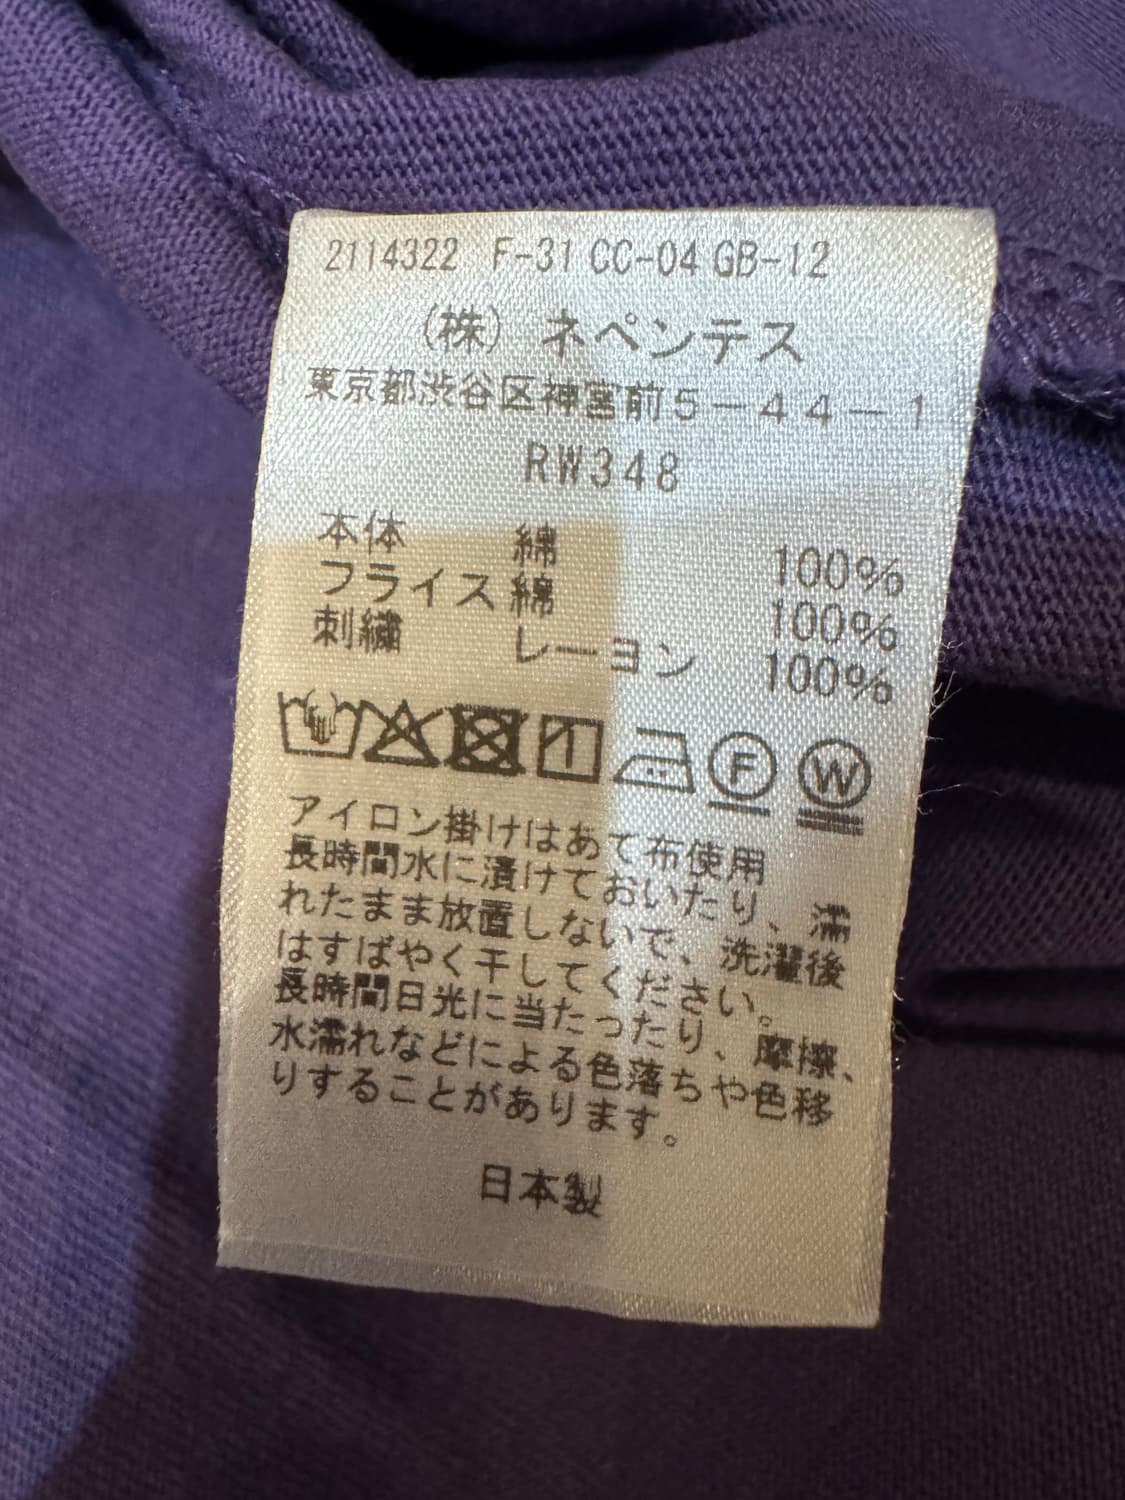 2114322 F-31 CC-04 GB-12
(株) ネペンテス
東京都渋谷区神宮前5-44-1
RW348
本体 綿 100%
フライス 綿 100%
刺繍 レーヨン 100%
F W
アイロン掛けはあて布使用
長時間水に漬けておいたり、濡
れたまま放置しないで、洗濯後
はすばやく干してください。
長時間日光に当たったり、摩擦、
水濡れなどによる色落ちや色移
りすることがあります。
日本製